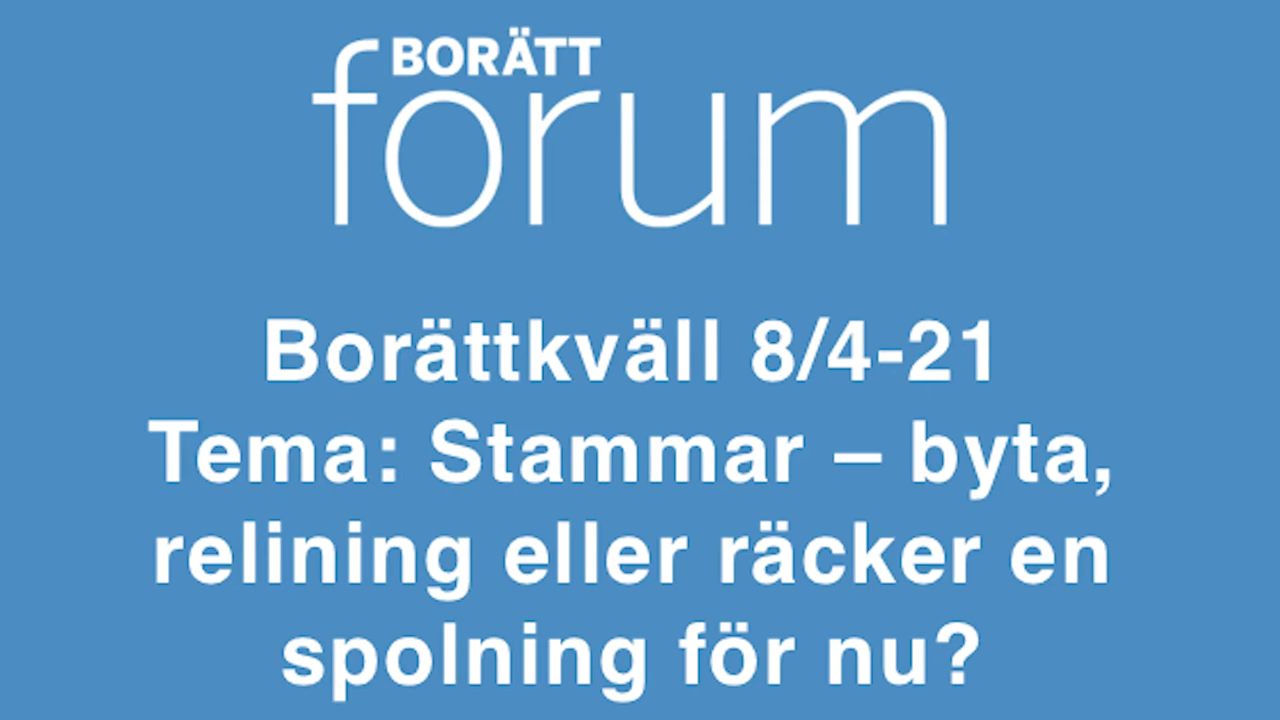 BORÄTT
forum
Borättkväll 8/4-21
Tema: Stammar – byta,
relining eller räcker en
spolning för nu?